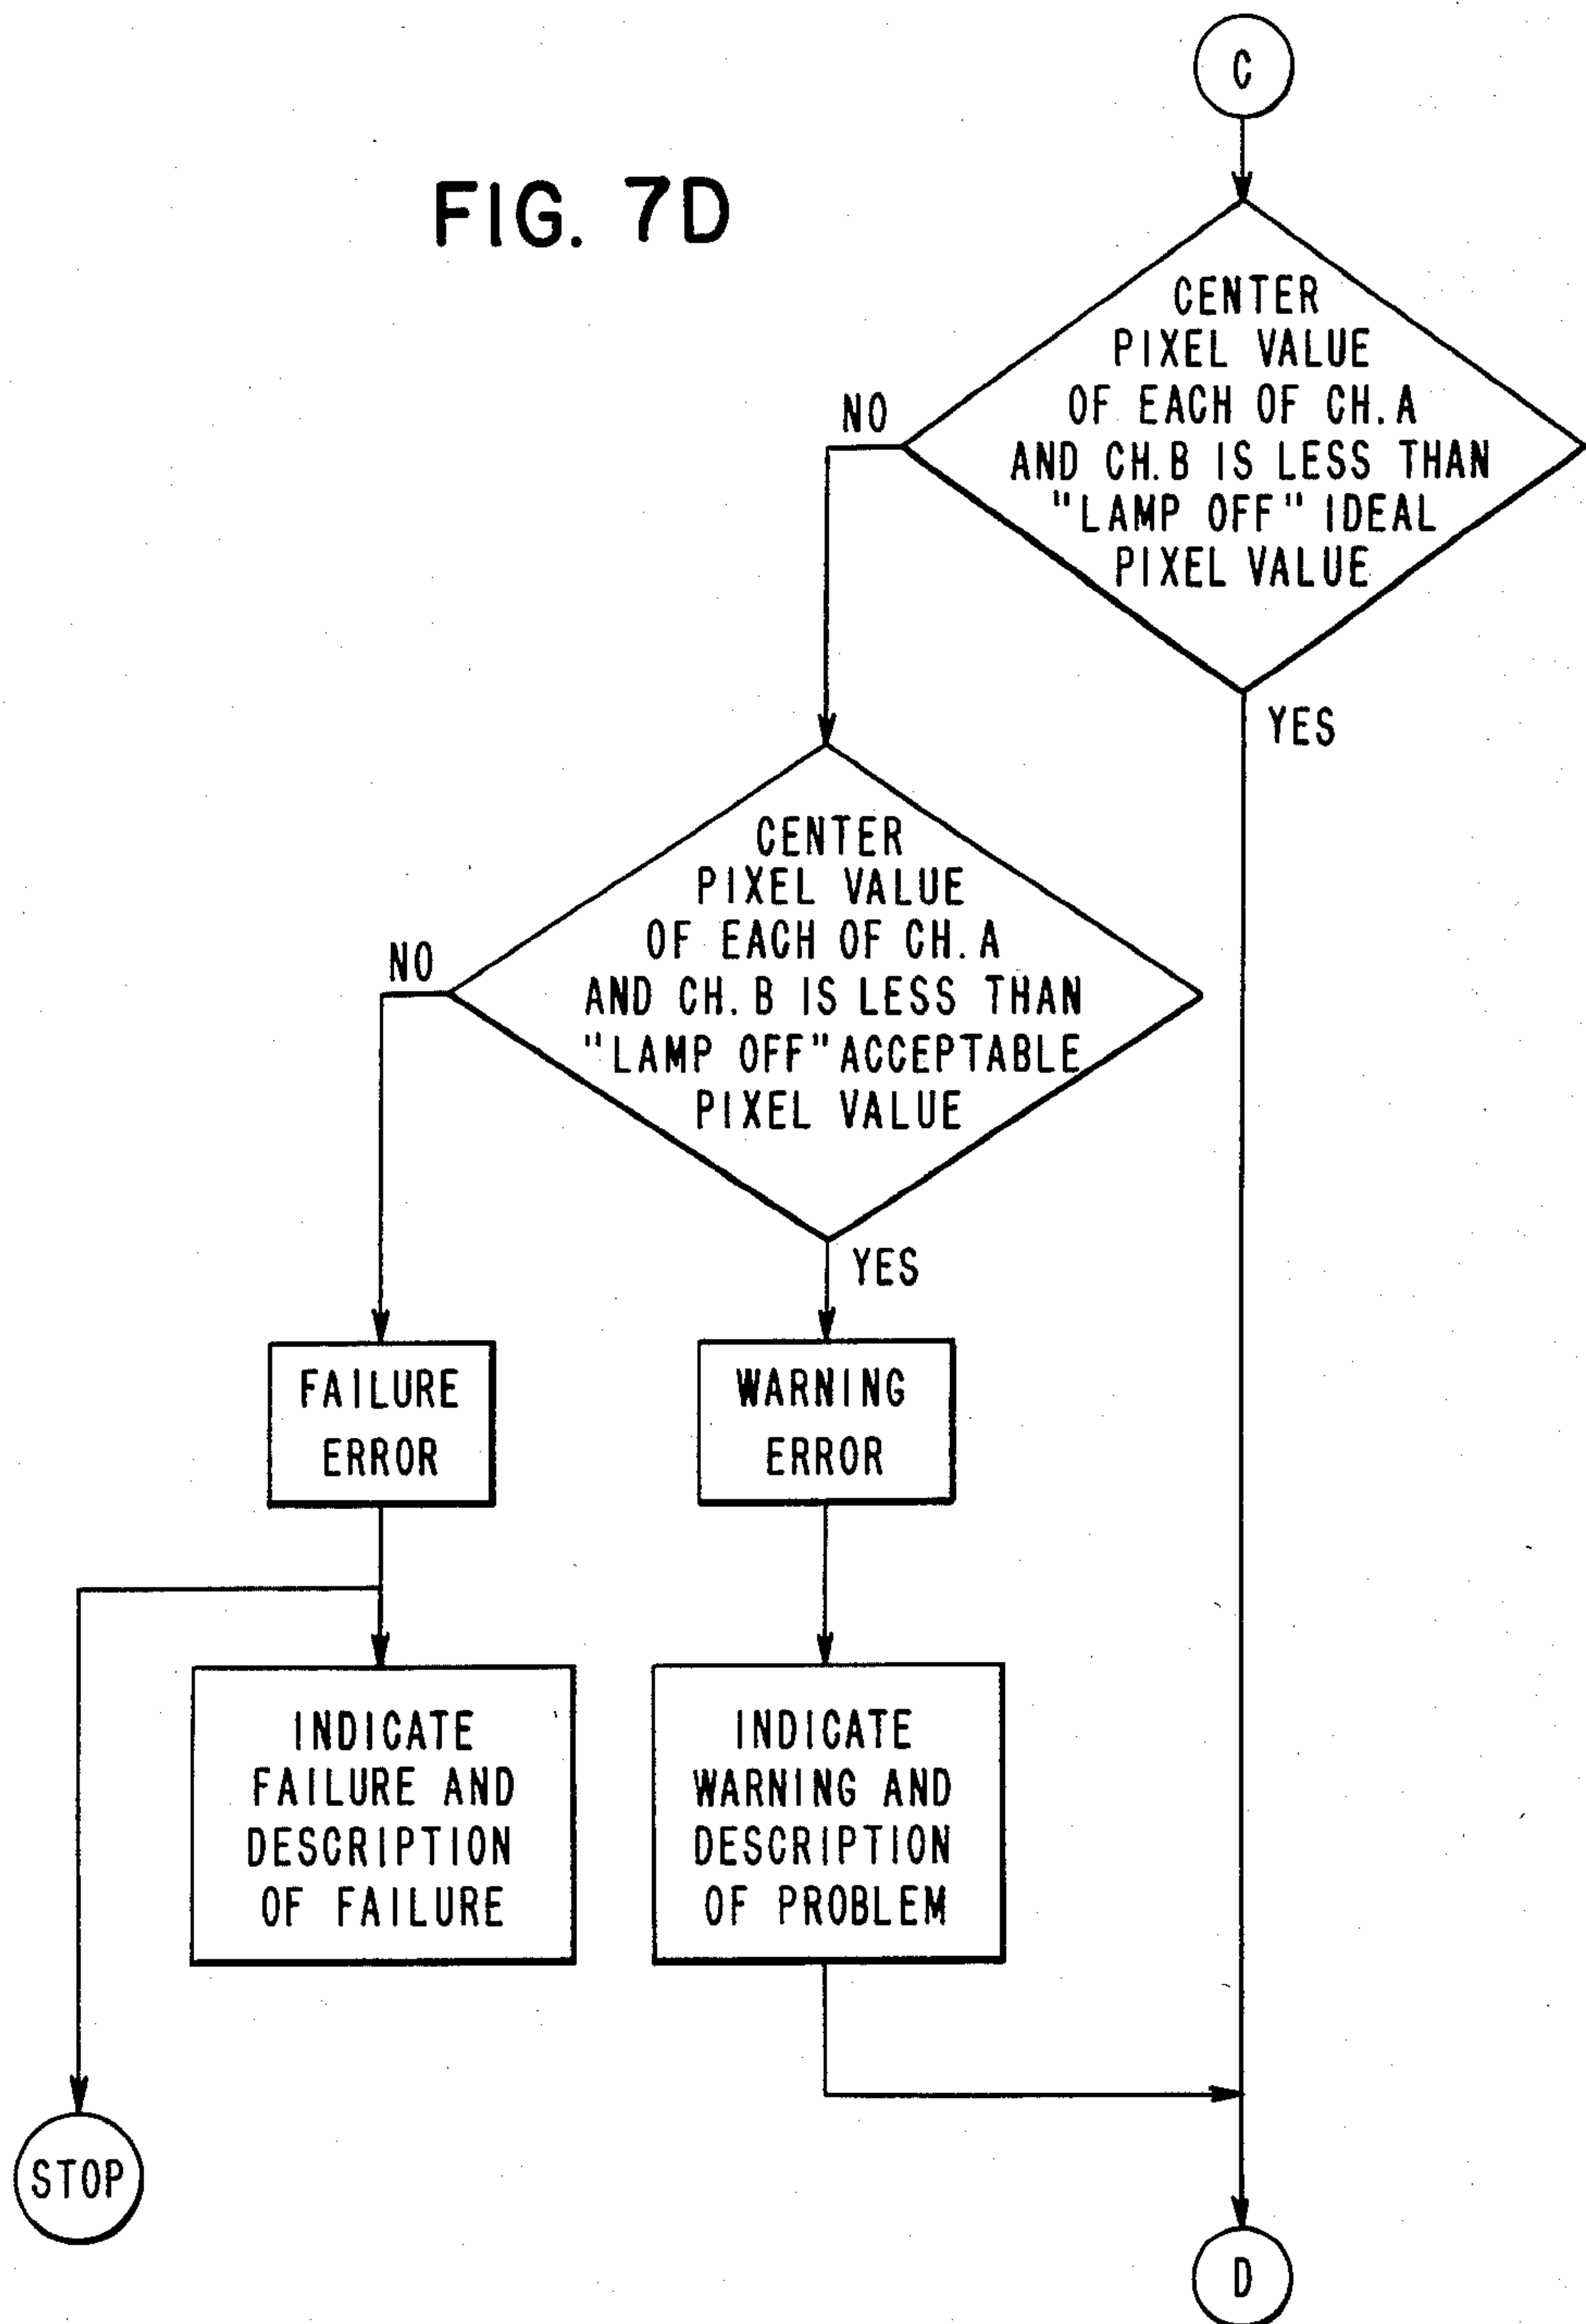 C
FIG. 7D
CENTER
PIXEL VALUE
OF EACH OF CH. A
AND CH. B IS LESS THAN
"LAMP OFF" IDEAL
PIXEL VALUE
NO
YES
CENTER
PIXEL VALUE
OF EACH OF CH. A
AND CH. B IS LESS THAN
"LAMP OFF" ACCEPTABLE
PIXEL VALUE
NO
YES
FAILURE
ERROR
WARNING
ERROR
INDICATE
FAILURE AND
DESCRIPTION
OF FAILURE
INDICATE
WARNING AND
DESCRIPTION
OF PROBLEM
STOP
D